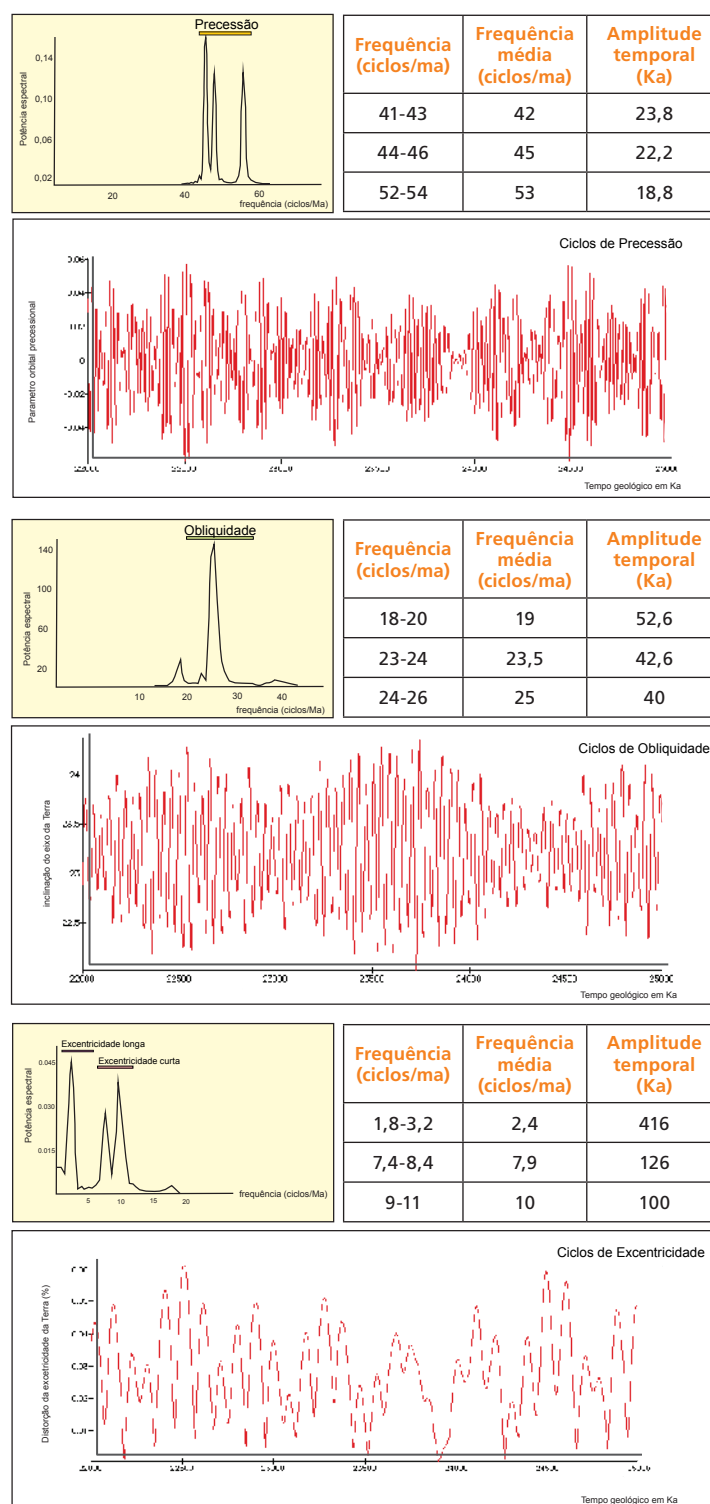 Precessão
Potência espectral
0,14
0,10
0,06
0,02
20
40
60
frequência (ciclos/Ma)
Frequência (ciclos/ma)
Frequência média (ciclos/ma)
Amplitude temporal (Ka)
41-43
42
23,8
44-46
45
22,2
52-54
53
18,8
Ciclos de Precessão
Parametro orbital precessional
0
-0.02
Tempo geológico em Ka
Obliquidade
Potência espectral
140
100
60
20
10
20
30
40
frequência (ciclos/Ma)
Frequência (ciclos/ma)
Frequência média (ciclos/ma)
Amplitude temporal (Ka)
18-20
19
52,6
23-24
23,5
42,6
24-26
25
40
Ciclos de Obliquidade
inclinação do eixo da Terra
22.5
Tempo geológico em Ka
Excentricidade longa
Excentricidade curta
Potência espectral
0.045
0.030
0.015
5
10
15
20
frequência (ciclos/Ma)
Frequência (ciclos/ma)
Frequência média (ciclos/ma)
Amplitude temporal (Ka)
1,8-3,2
2,4
416
7,4-8,4
7,9
126
9-11
10
100
Ciclos de Excentricidade
Distorção da excetricidade da Terra (%)
Tempo geológico em Ka